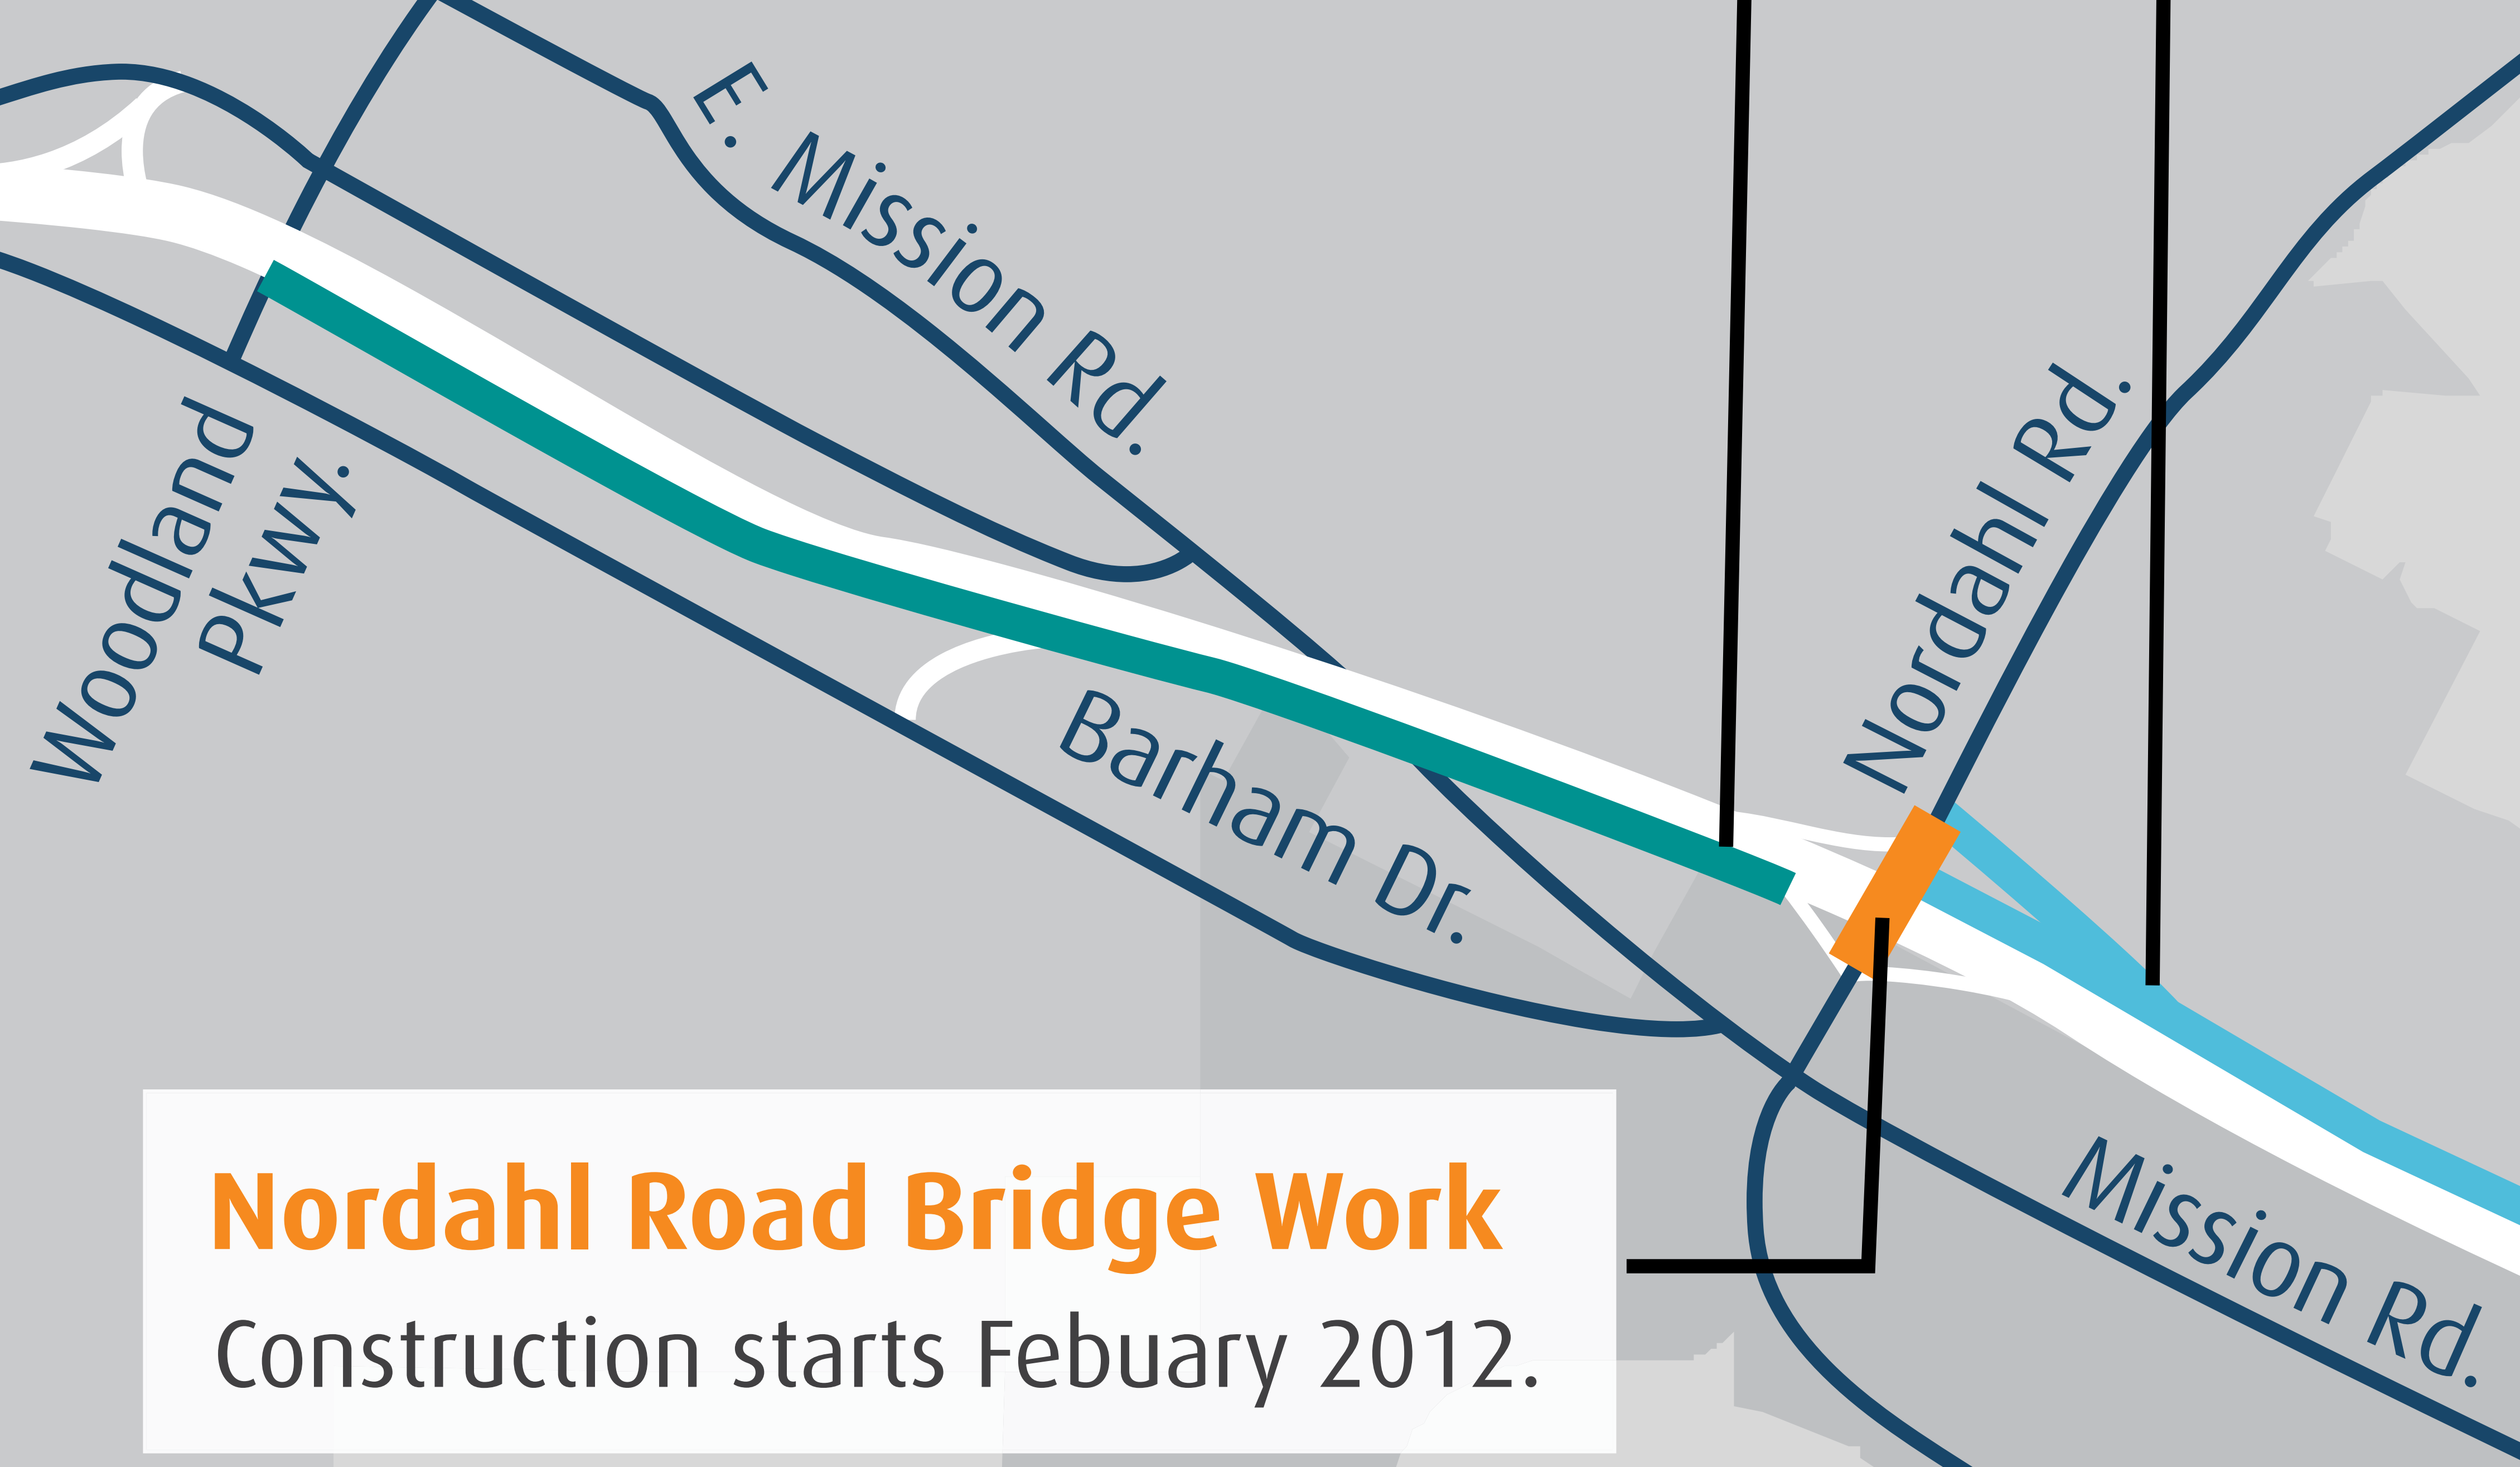 E. Mission Rd.
Woodland
Pkwy.
Nordahl Rd.
Barham Dr.
Mission Rd.
Nordahl Road Bridge Work
Construction starts Febuary 2012.